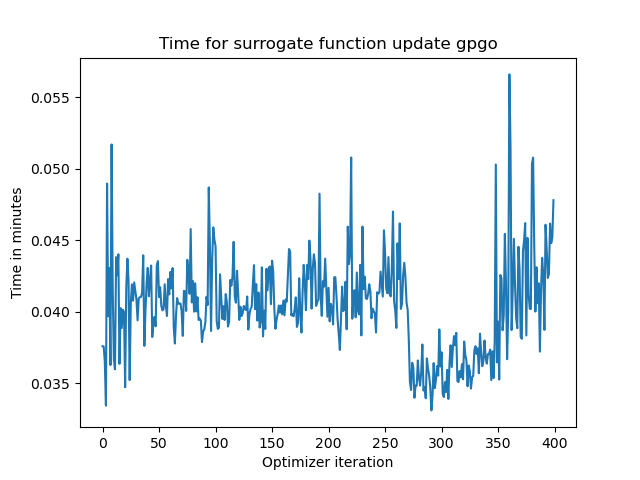 Time for surrogate function update gpgo
Time in minutes
0.055
0.050
0.045
0.040
0.035
0 50 100 150 200 250 300 350 400
Optimizer iteration